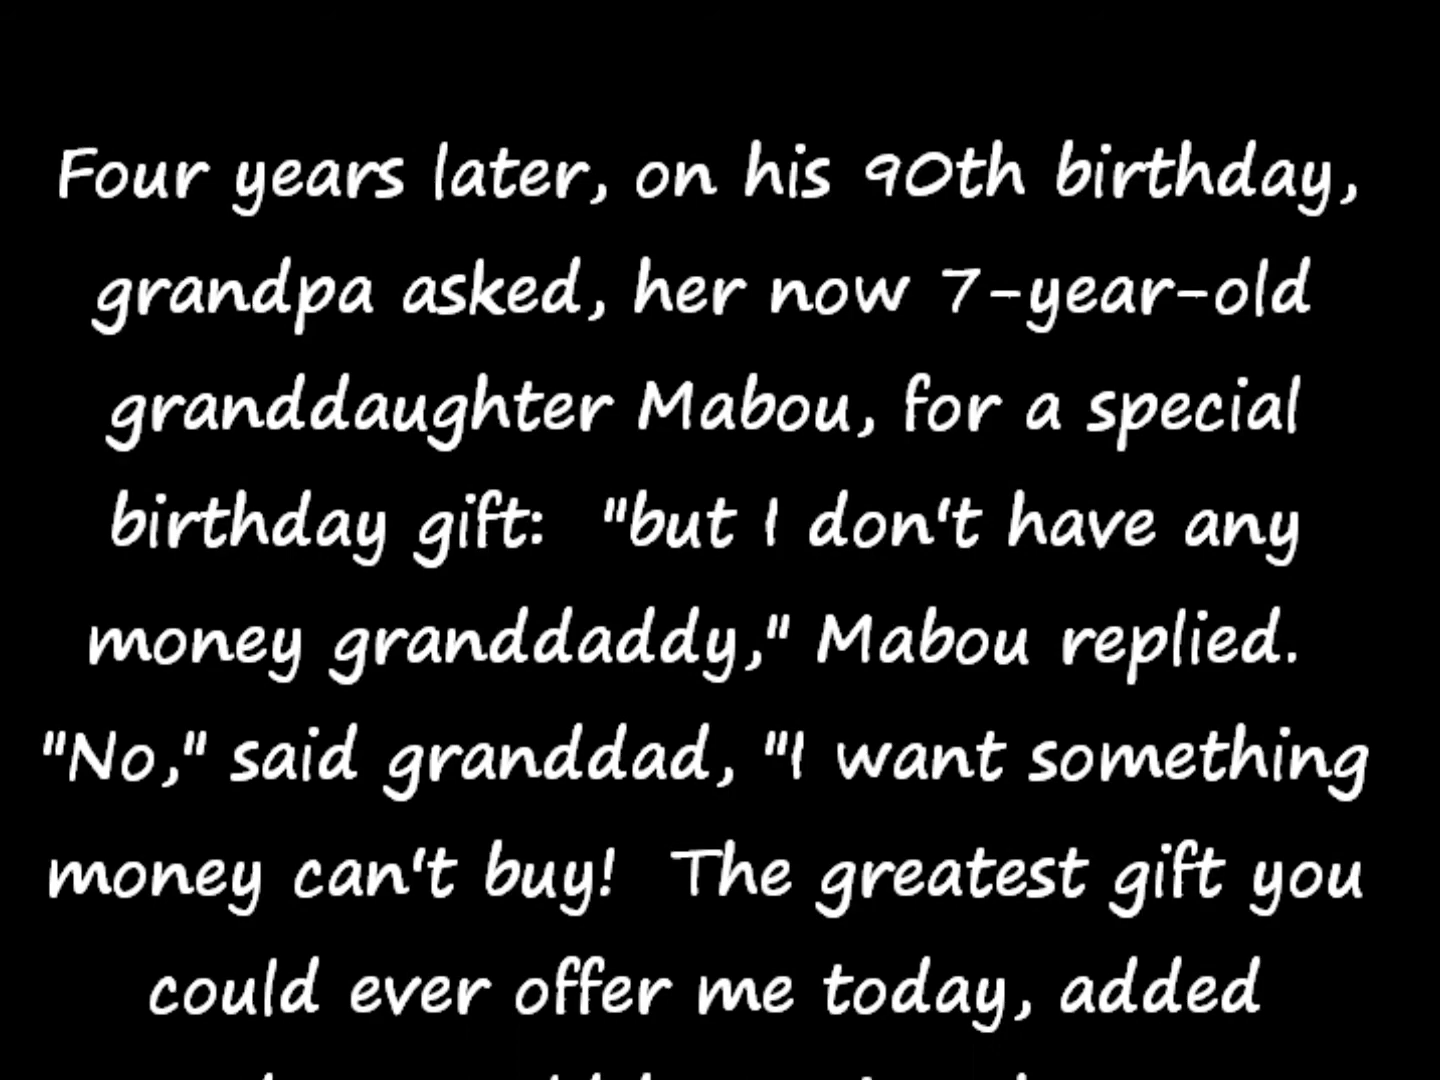 Four years later, on his 90th birthday,
grandpa asked, her now 7-year-old
granddaughter Mabou, for a special
birthday gift:  "but I don't have any
money granddaddy," Mabou replied.
"No," said granddad, "I want something
money can't buy!  The greatest gift you
could ever offer me today, added